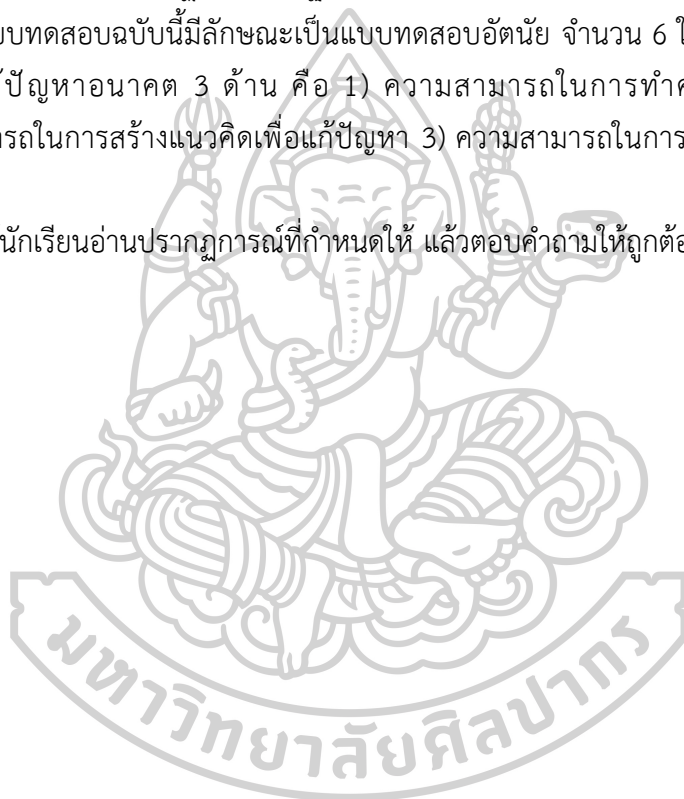 บบทดสอบฉบับนี้มีลักษณะเป็นแบบทดสอบอัตนัย จำนวน 6 ใ
ก้ปัญหาอนาคต 3 ด้าน คือ 1) ความสามารถในการทำค
ารถในการสร้างแนวคิดเพื่อแก้ปัญหา 3) ความสามารถในการ
นักเรียนอ่านปรากฏการณ์ที่กำหนดให้ แล้วตอบคำถามให้ถูกต้อ
มหาวิทยาลัยศิลปากร